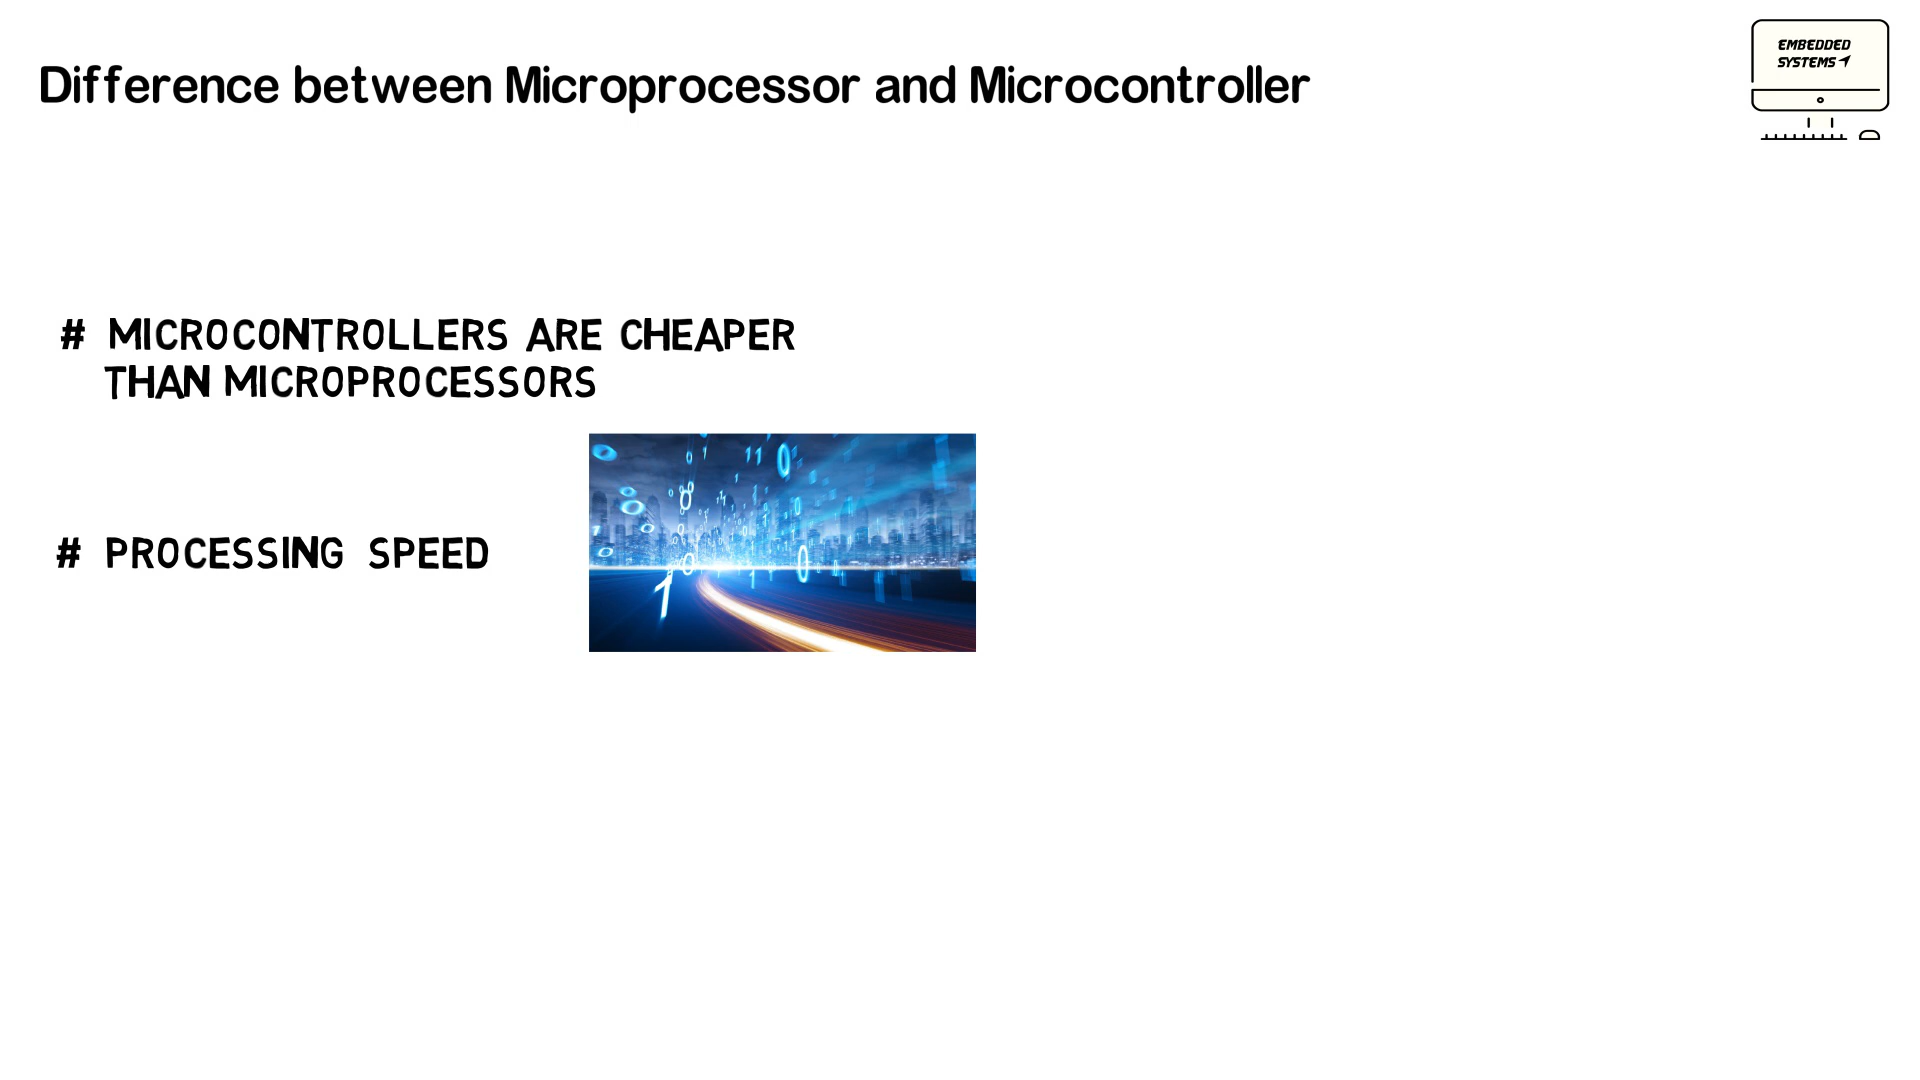 Difference between Microprocessor and Microcontroller
EMBEDDED
SYSTEMS
# MICROCONTROLLERS ARE CHEAPER
THAN MICROPROCESSORS
# PROCESSING SPEED